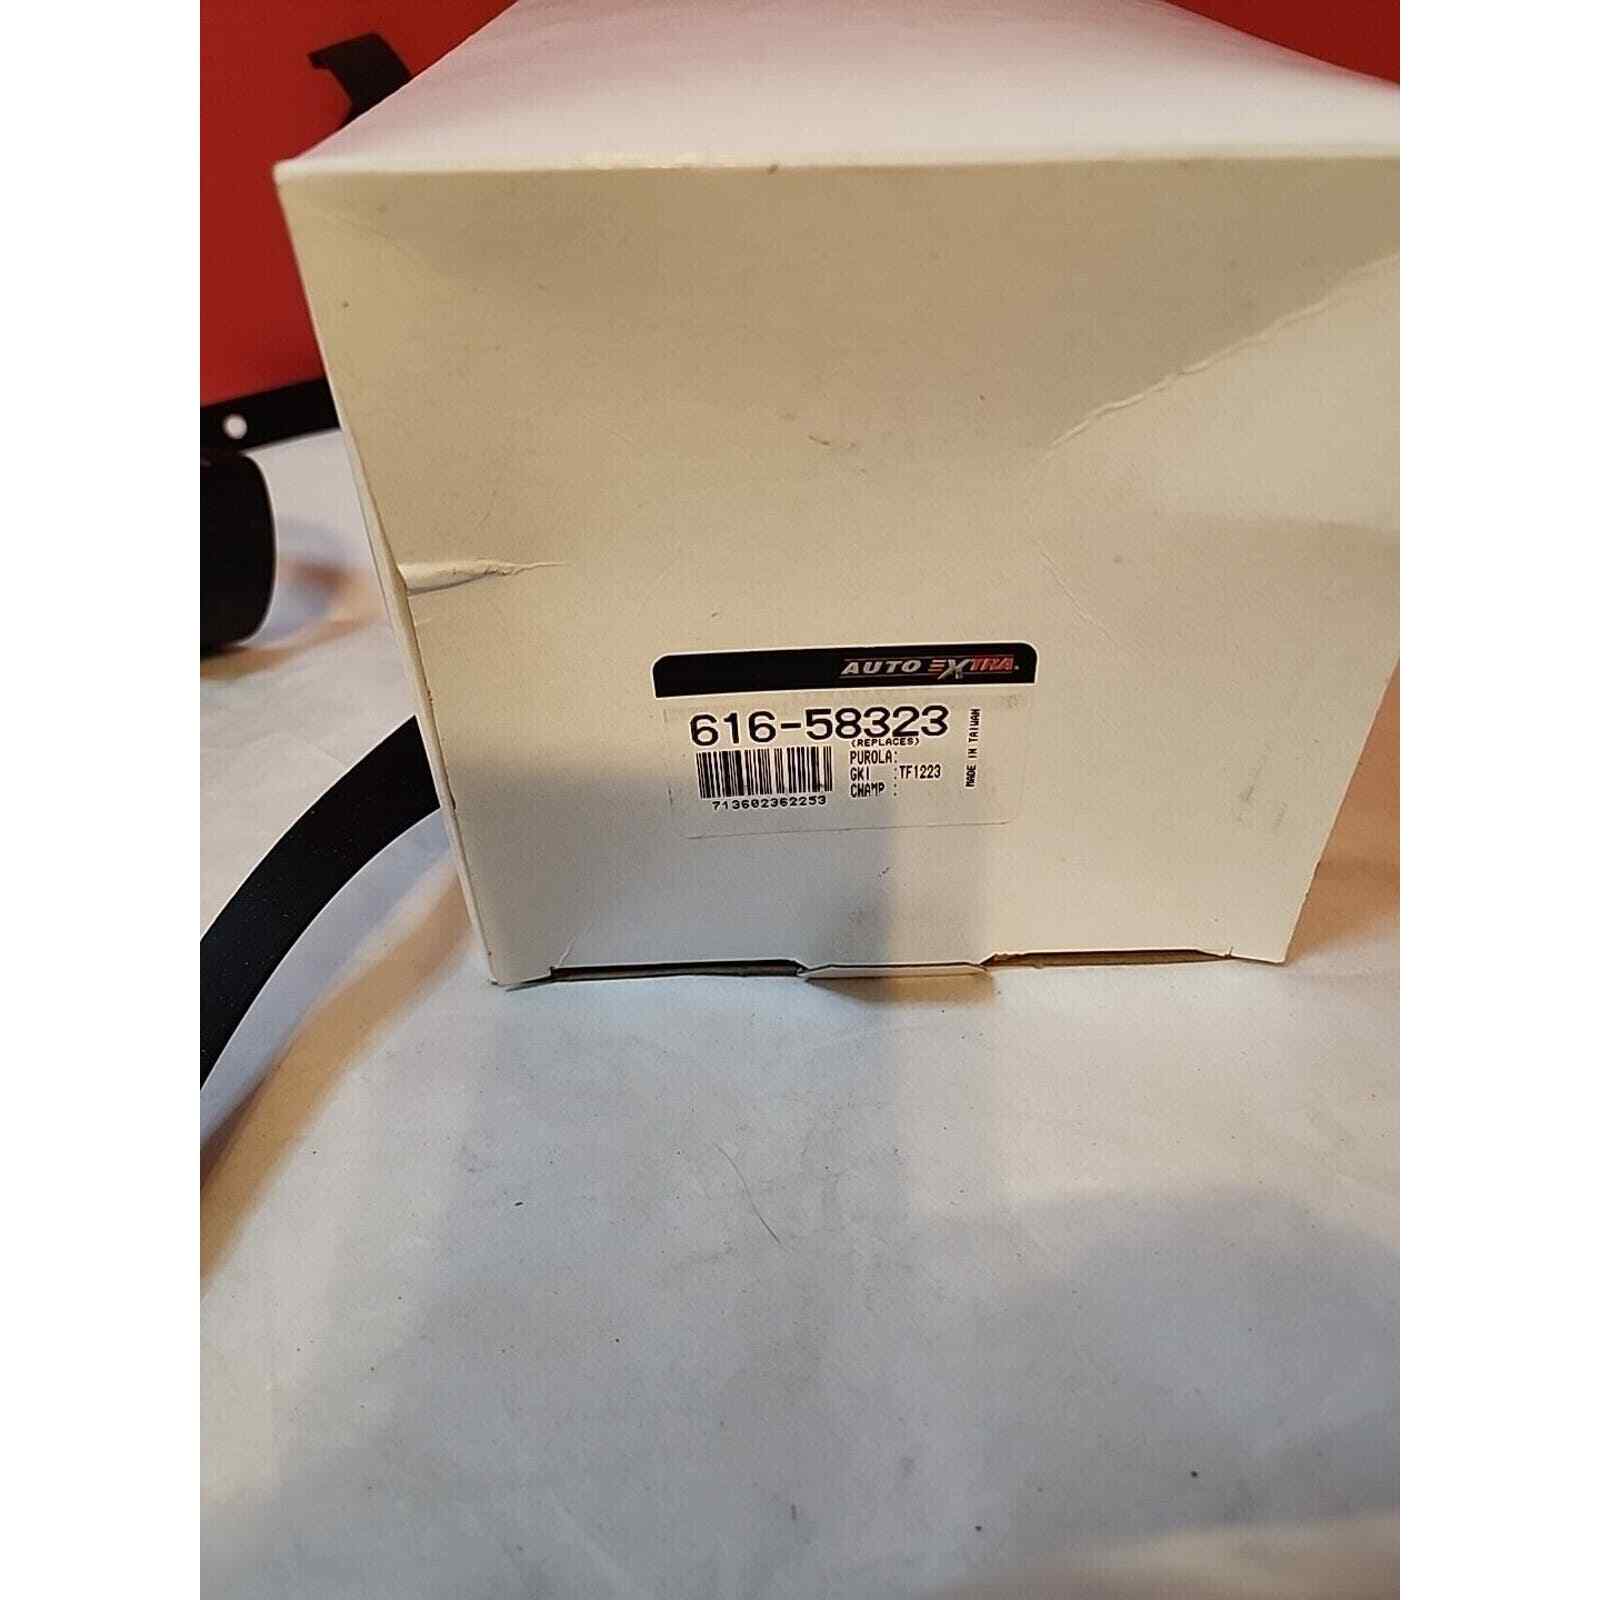 AUTO EXTRA.
616-58323
(REPLACES)
PUROLA:
GKI :TF1223
CHAMP :
713602362253
MADE IN TAIWAN